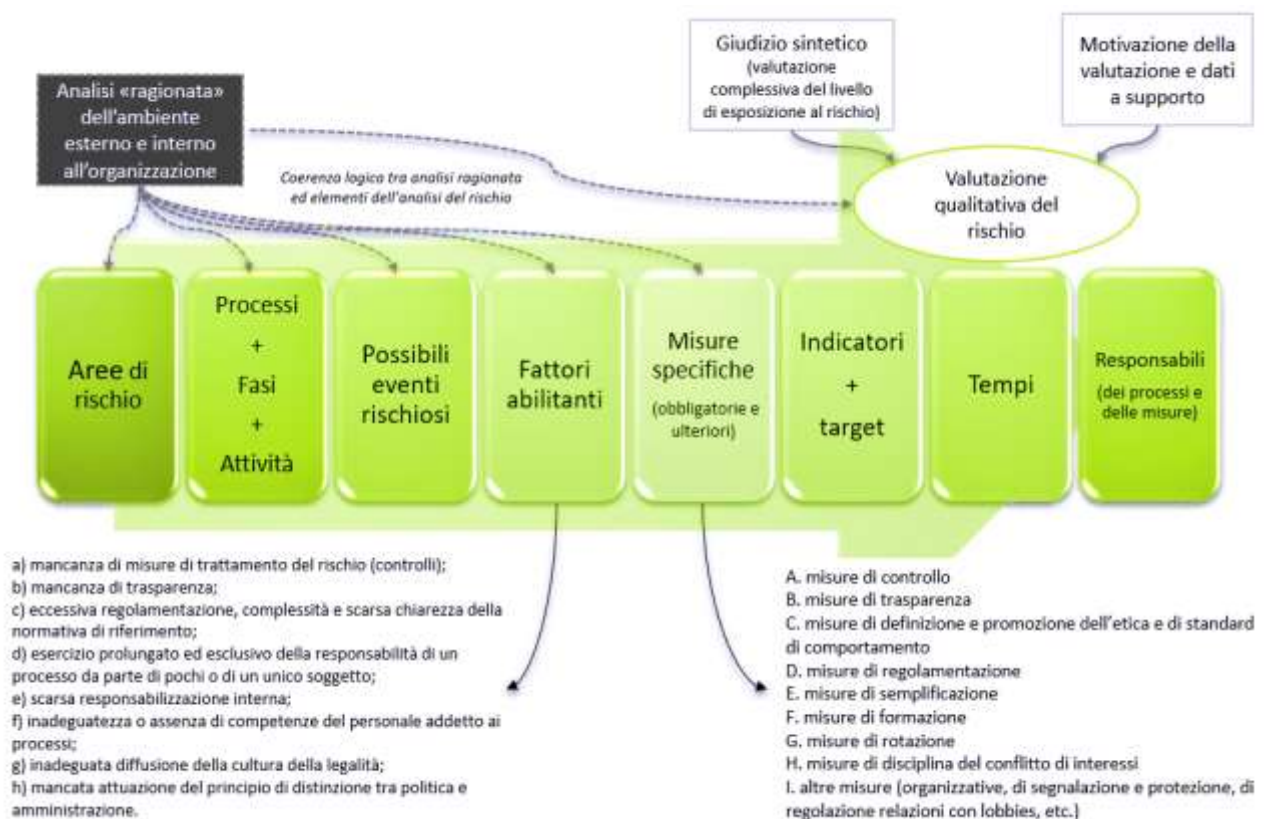 Analisi «ragionata»
dell'ambiente
esterno e interno
all'organizzazione
Giudizio sintetico
(valutazione
complessiva del livello
di esposizione al rischio)
Motivazione della
valutazione e dati
a supporto
Coerenza logica tra analisi ragionata
ed elementi dell'analisi del rischio
Valutazione
qualitativa del
rischio
Aree di
rischio
Processi
+
Fasi
+
Attività
Possibili
eventi
rischiosi
Fattori
abilitanti
Misure
specifiche
(obbligatorie e
ulteriori)
Indicatori
+
target
Tempi
Responsabili
(dei processi e
delle misure)
a) mancanza di misure di trattamento del rischio (controlli);
b) mancanza di trasparenza;
c) eccessiva regolamentazione, complessità e scarsa chiarezza della
normativa di riferimento;
d) esercizio prolungato ed esclusivo della responsabilità di un
processo da parte di pochi o di un unico soggetto;
e) scarsa responsabilizzazione interna;
f) inadeguatezza o assenza di competenze del personale addetto ai
processi;
g) inadeguata diffusione della cultura della legalità;
h) mancata attuazione del principio di distinzione tra politica e
amministrazione.
A. misure di controllo
B. misure di trasparenza
C. misure di definizione e promozione dell'etica e di standard
di comportamento
D. misure di regolamentazione
E. misure di semplificazione
F. misure di formazione
G. misure di rotazione
H. misure di disciplina del conflitto di interessi
I. altre misure (organizzative, di segnalazione e protezione, di
regolazione relazioni con lobbies, etc.)